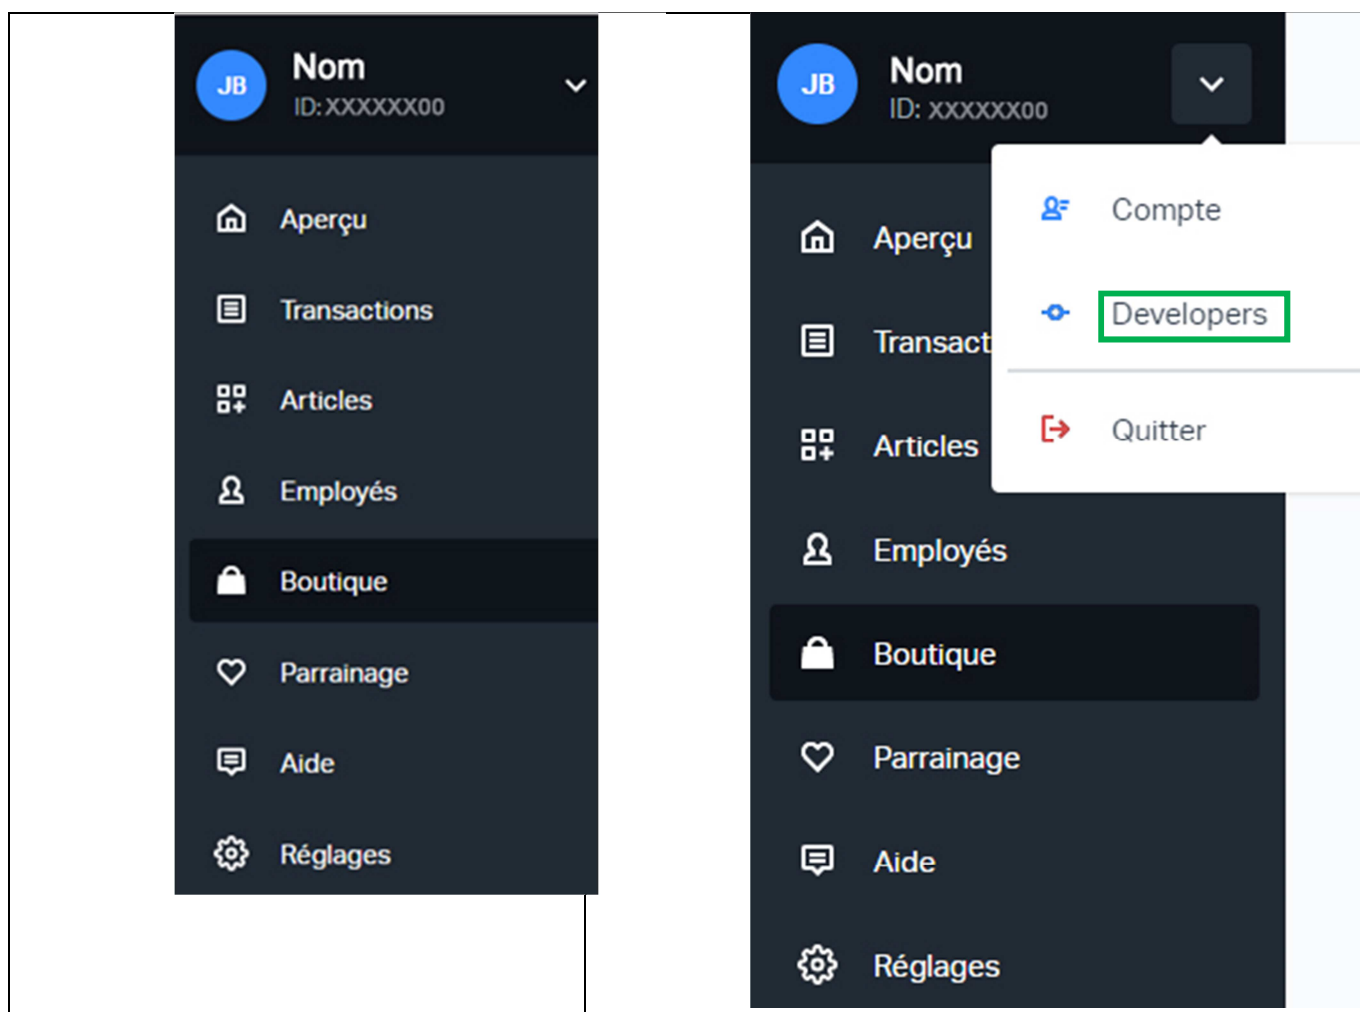 JB
Nom
ID: XXXXXX00
Aperçu
Transactions
Articles
Employés
Boutique
Parrainage
Aide
Réglages
JB
Nom
ID: XXXXXX00
Compte
Aperçu
Developers
Transact
Quitter
Articles
Employés
Boutique
Parrainage
Aide
Réglages